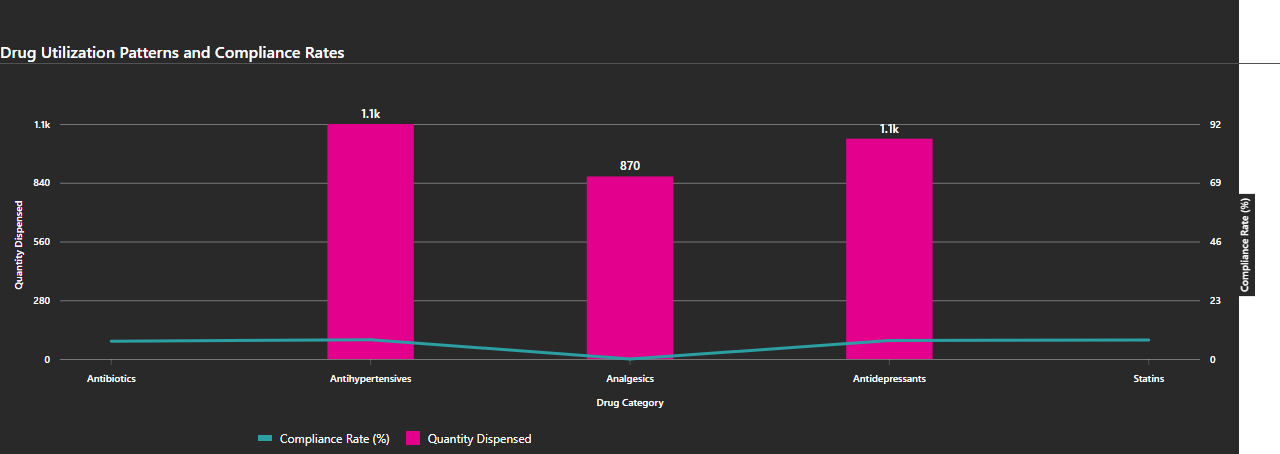 Drug Utilization Patterns and Compliance Rates
1.1k
870
1.1k
1.1k
840
560
280
0
Quantity Dispensed
92
69
46
23
0
Compliance Rate (%)
Antibiotics
Antihypertensives
Analgesics
Antidepressants
Statins
Drug Category
Compliance Rate (%)
Quantity Dispensed